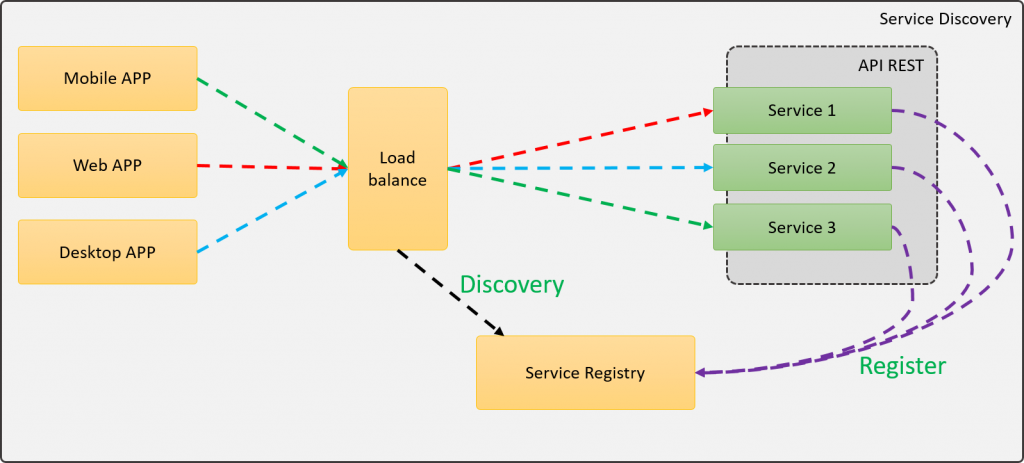 Service Discovery
Mobile APP
Web APP
Desktop APP
Load
balance
API REST
Service 1
Service 2
Service 3
Discovery
Service Registry
Register